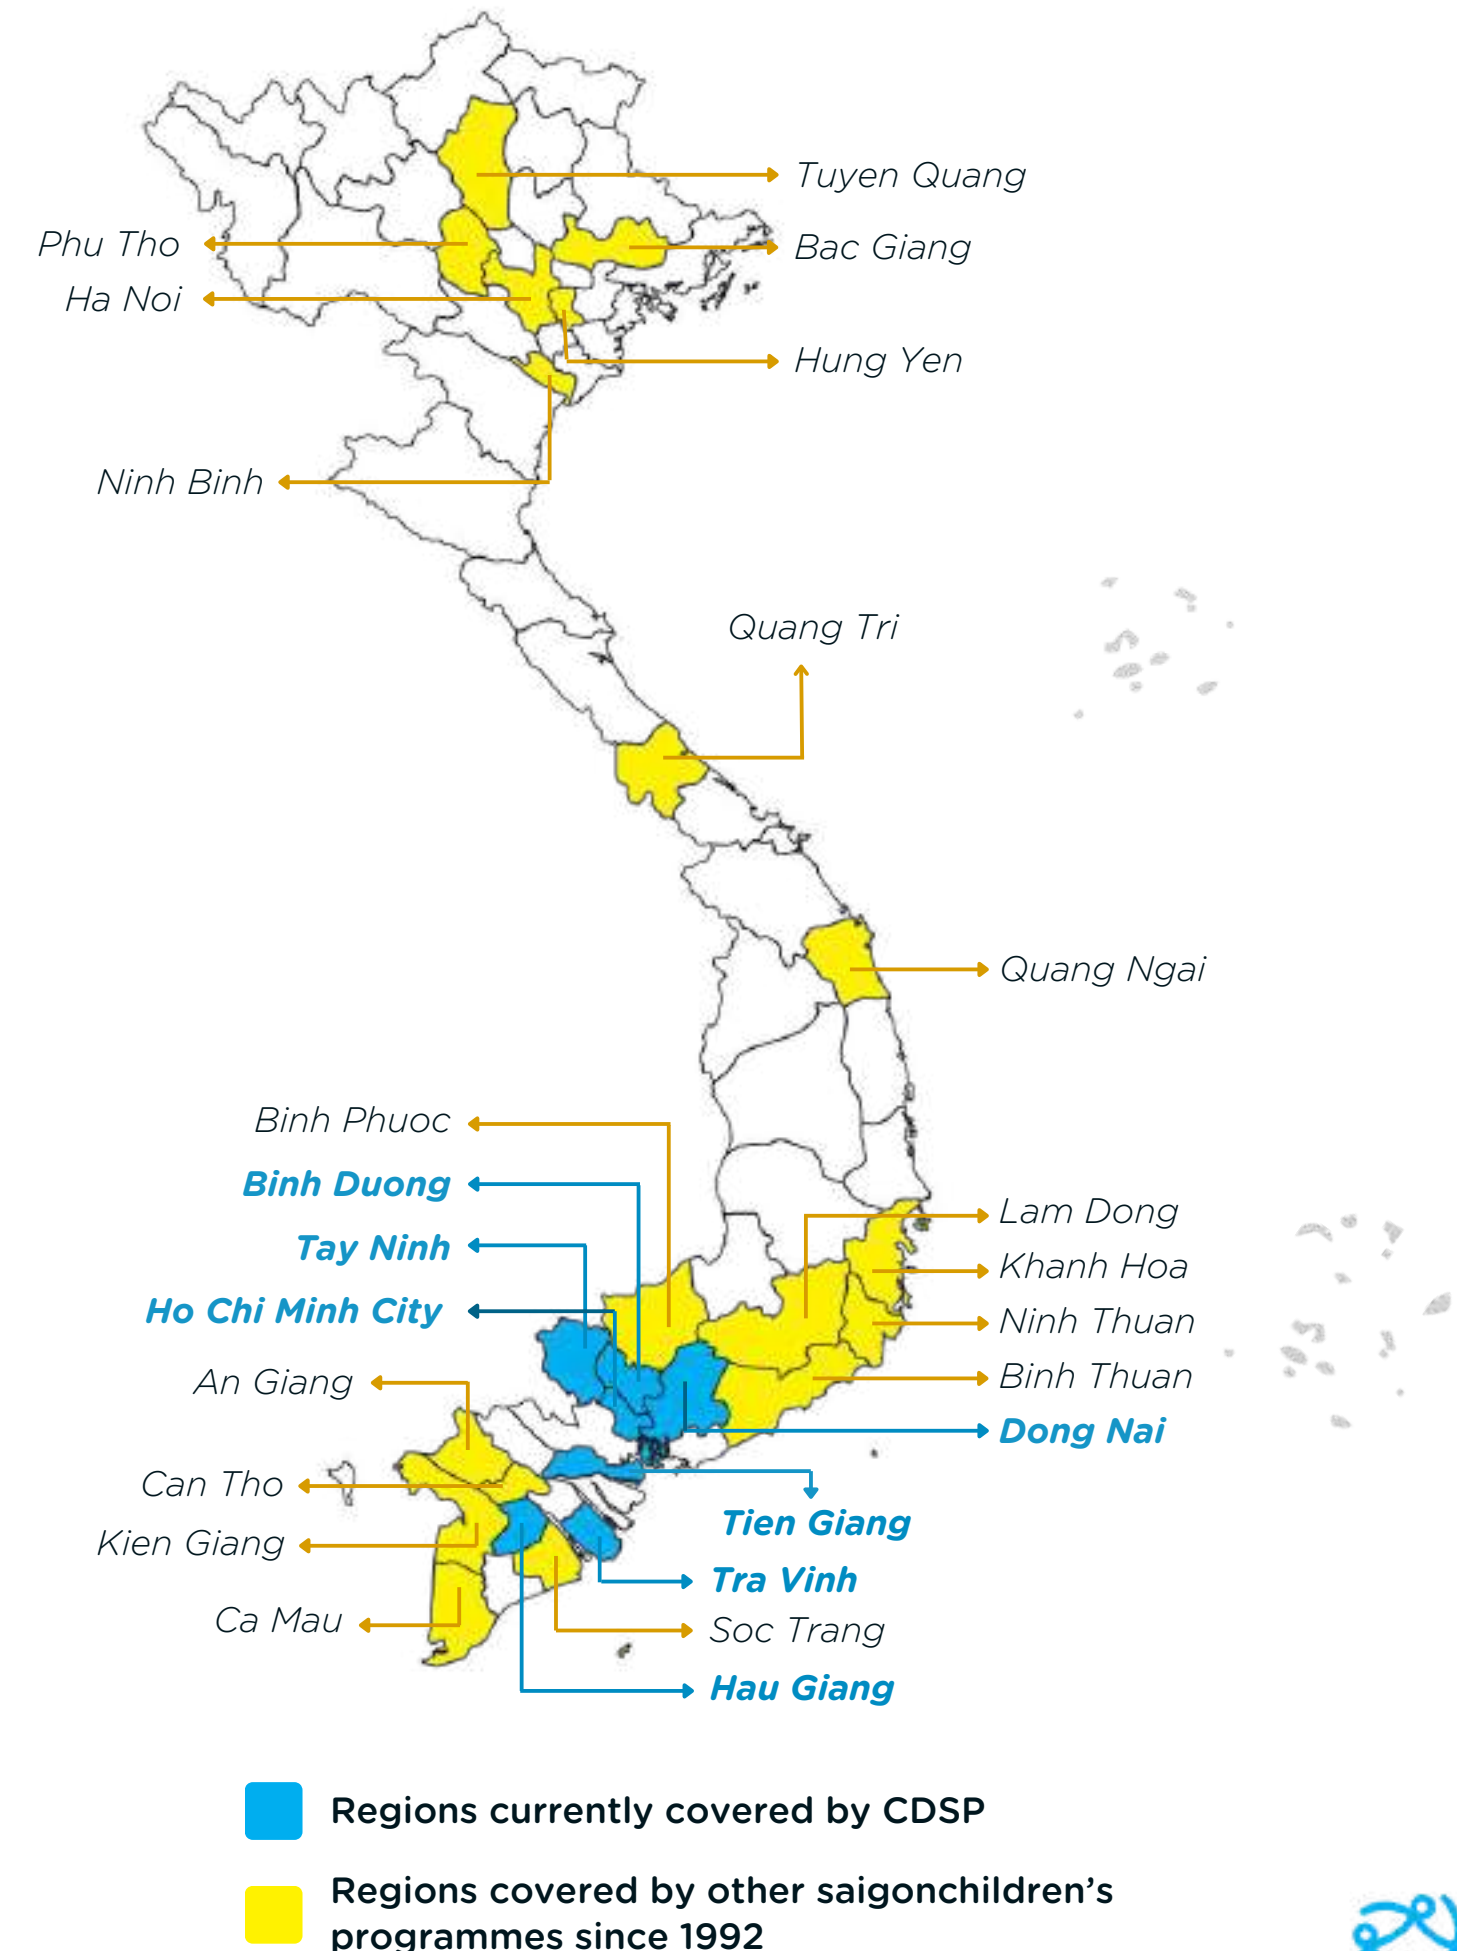 Tuyen Quang
Phu Tho
Bac Giang
Ha Noi
Hung Yen
Ninh Binh
Quang Tri
Quang Ngai
Binh Phuoc
Binh Duong
Lam Dong
Tay Ninh
Khanh Hoa
Ho Chi Minh City
Ninh Thuan
An Giang
Binh Thuan
Dong Nai
Can Tho
Tien Giang
Kien Giang
Tra Vinh
Ca Mau
Soc Trang
Hau Giang
Regions currently covered by CDSP
Regions covered by other saigonchildren's
programmes since 1992